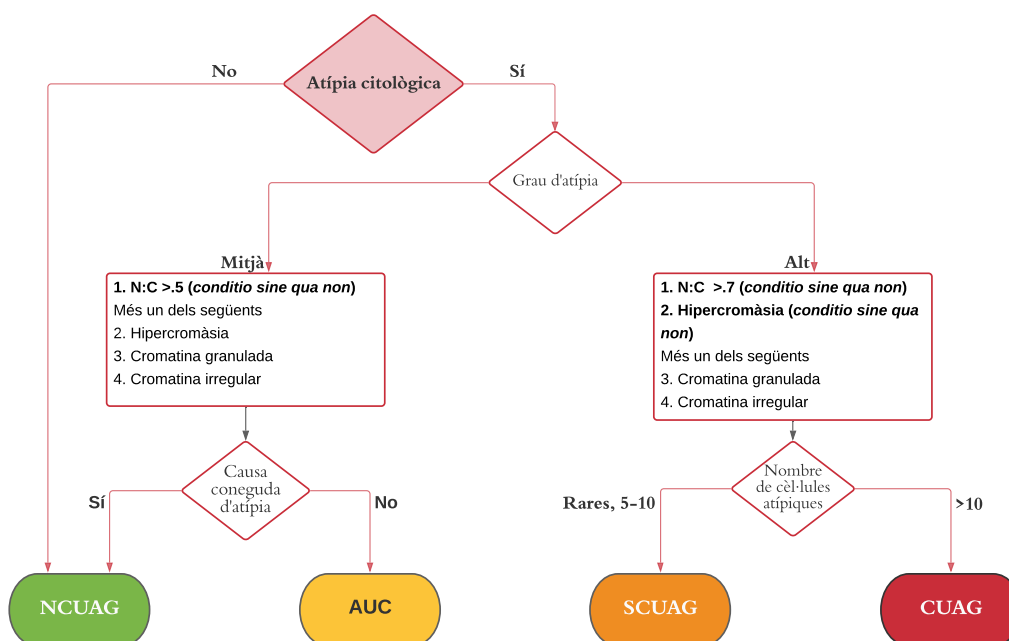 Atípia citològica
No
Sí
Grau d'atípia
Mitjà
Alt
1. N:C >.5 (conditio sine qua non)
Més un dels següents
2. Hipercromàsia
3. Cromatina granulada
4. Cromatina irregular
1. N:C  >.7 (conditio sine qua non)
2. Hipercromàsia (conditio sine qua
non)
Més un dels següents
3. Cromatina granulada
4. Cromatina irregular
Causa
coneguda
d'atípia
Sí
No
Nombre
de cèl·lules
atípiques
Rares, 5-10
>10
NCUAG
AUC
SCUAG
CUAG